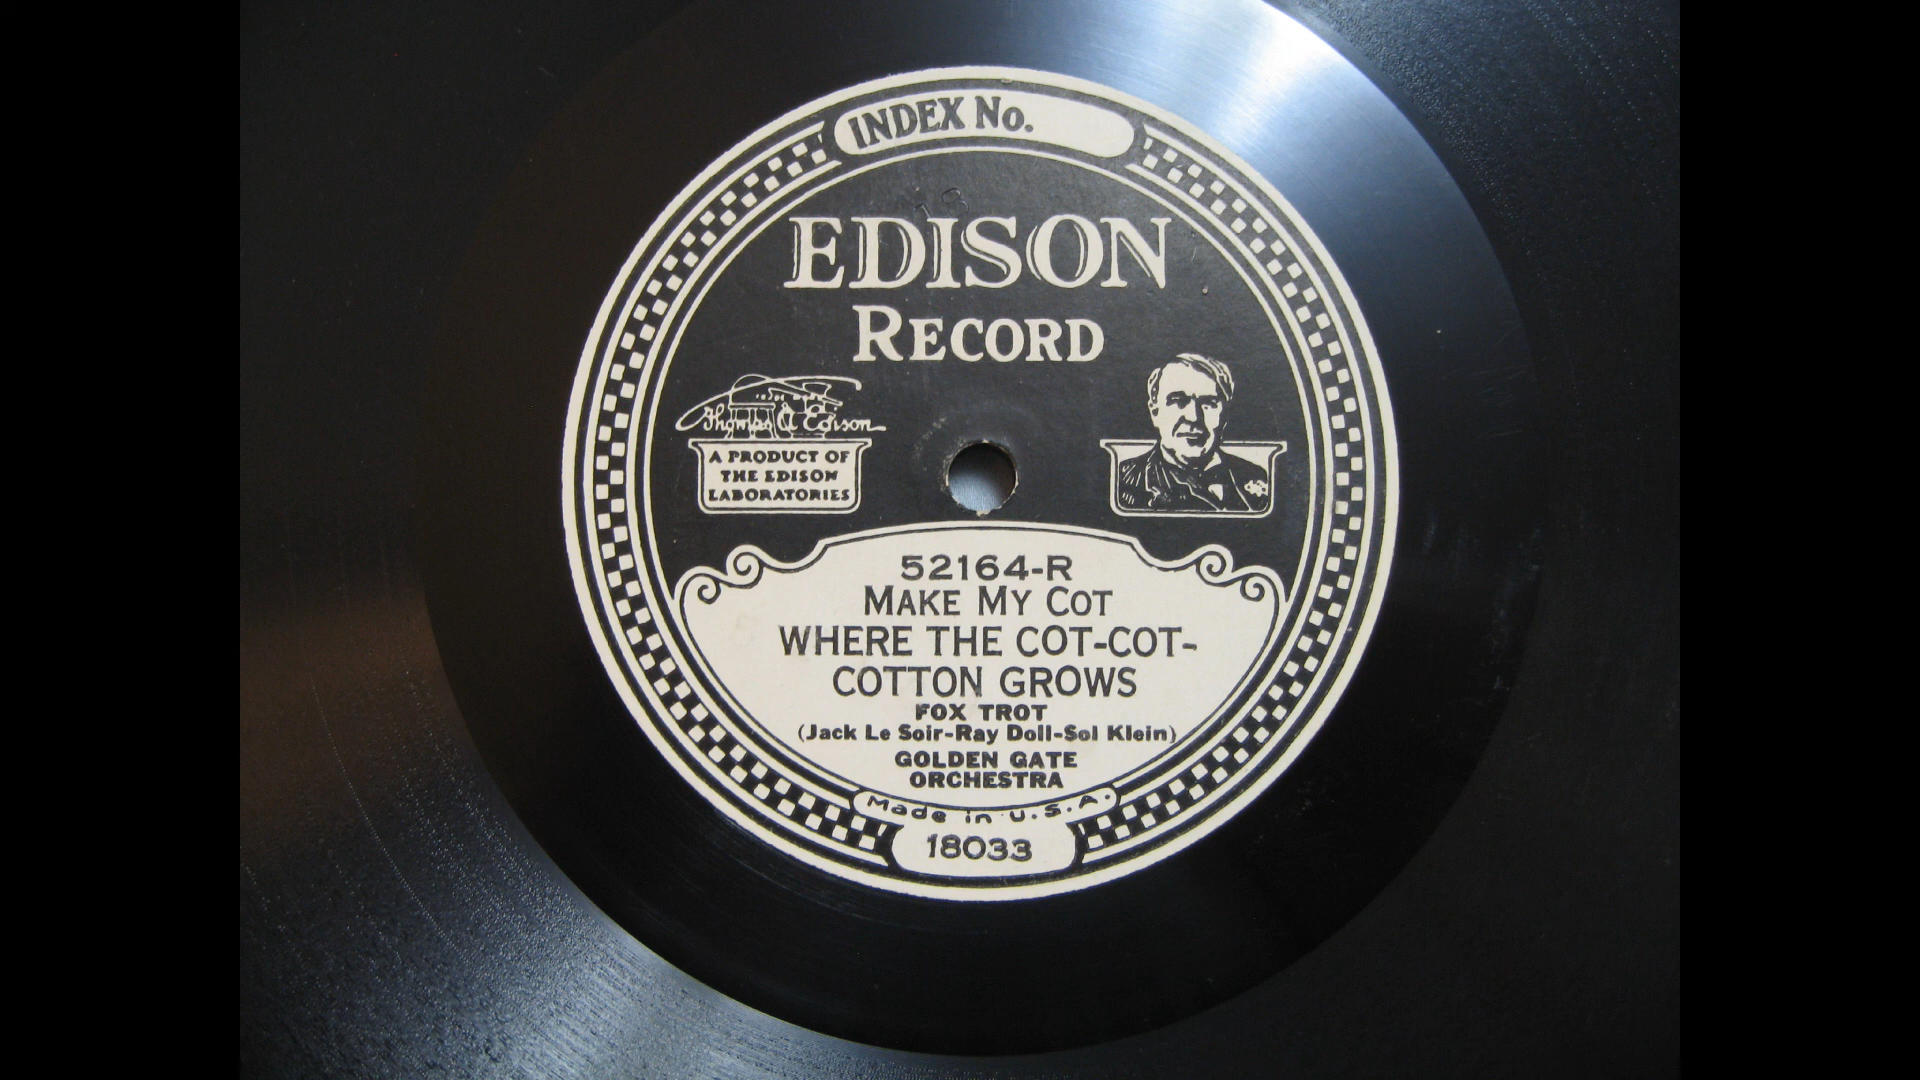 INDEX No.
EDISON
RECORD
Thomas A Edison
A PRODUCT OF
THE EDISON
LABORATORIES
52164-R
MAKE MY COT
WHERE THE COT-COT-
COTTON GROWS
FOX TROT
(Jack Le Soir-Ray Doll-Sol Klein)
GOLDEN GATE
ORCHESTRA
Made in U.S.A.
18033